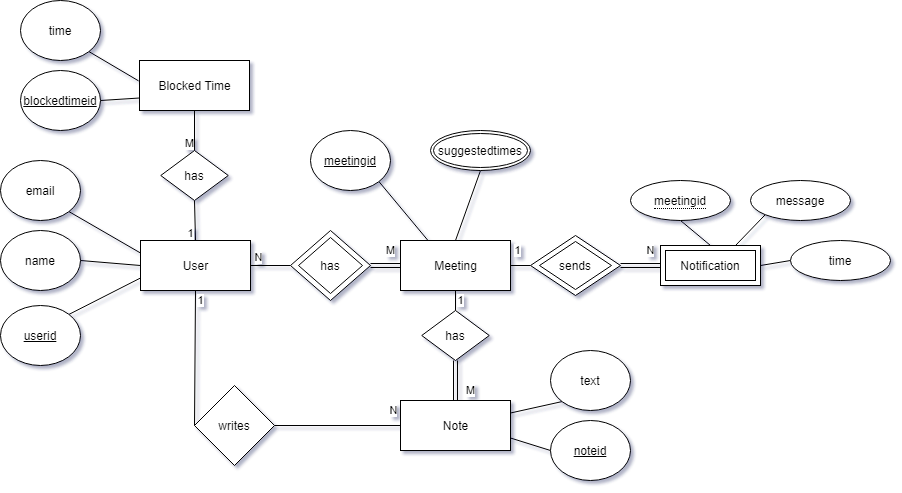 time
Blocked Time
blockedtimeid
M
has
meetingid
suggestedtimes
email
meetingid
message
1
name
User
N
has
M
Meeting
1
sends
N
Notification
time
1
1
userid
has
text
M
N
writes
Note
noteid